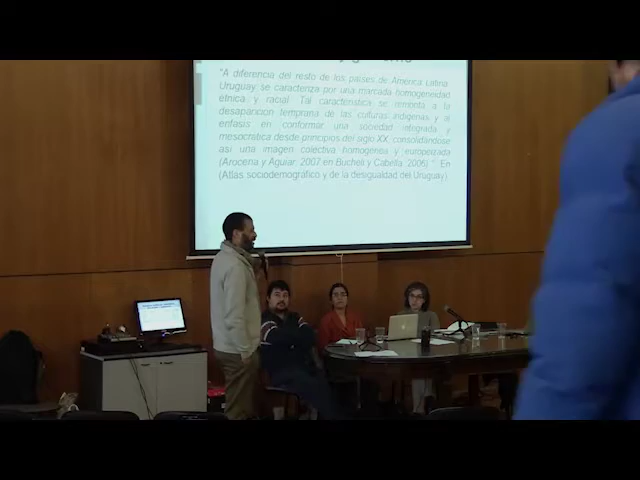 "A diferencia del resto de los países de América Latina,
Uruguay se caracteriza por una marcada homogeneidad
étnica y racial. Tal característica se remonta a la
desaparición temprana de las culturas indígenas y al
énfasis en conformar una sociedad integrada y
mesocrática desde principios del siglo XX, consolidándose
así una imagen colectiva homogénea y europeizada
(Arocena y Aguiar, 2007 en Bucheli y Cabella, 2006)". En
(Atlas sociodemográfico y de la desigualdad del Uruguay).